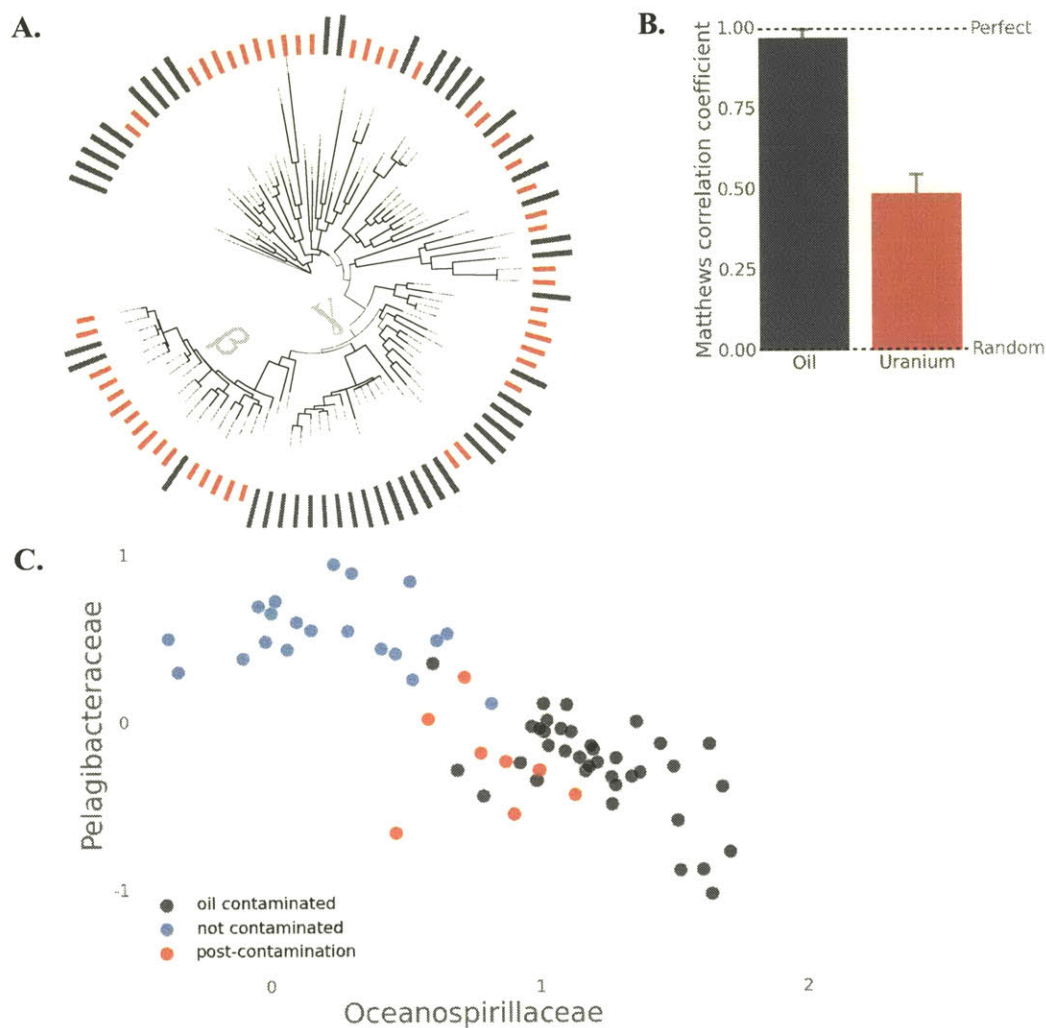 A.
β
γ
B.
Matthews correlation coefficient
1.00
0.75
0.50
0.25
0.00
Perfect
Random
Oil
Uranium
C.
Pelagibacteraceae
1
0
-1
oil contaminated
not contaminated
post-contamination
0
1
2
Oceanospirillaceae